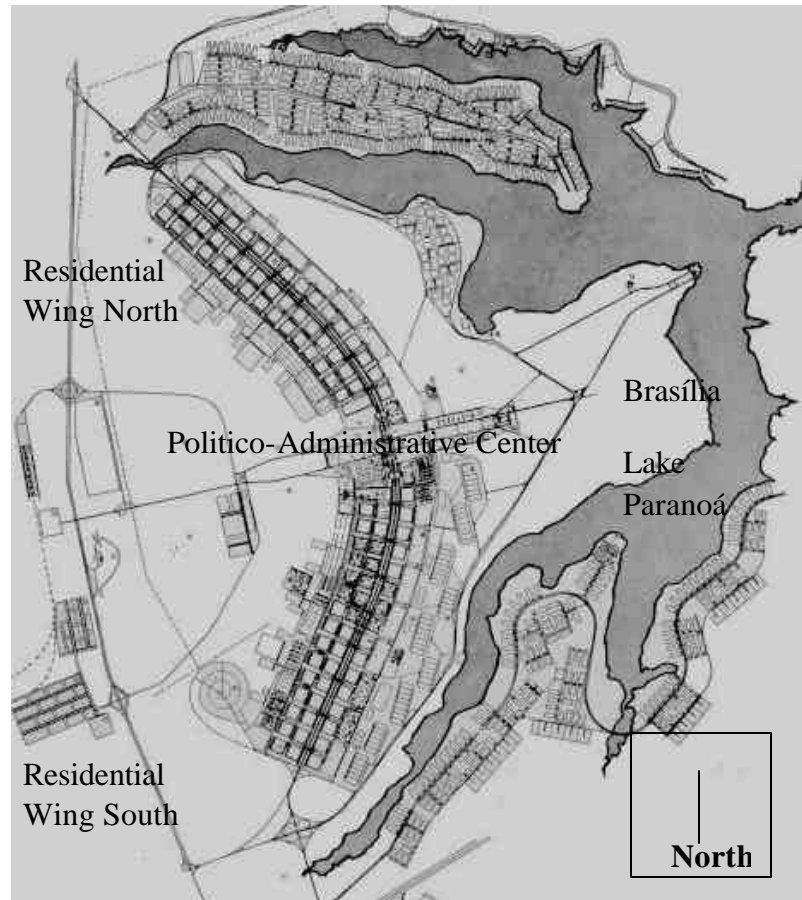 Residential
Wing North
Brasília
Politico-Administrative Center
Lake
Paranoá
Residential
Wing South
North